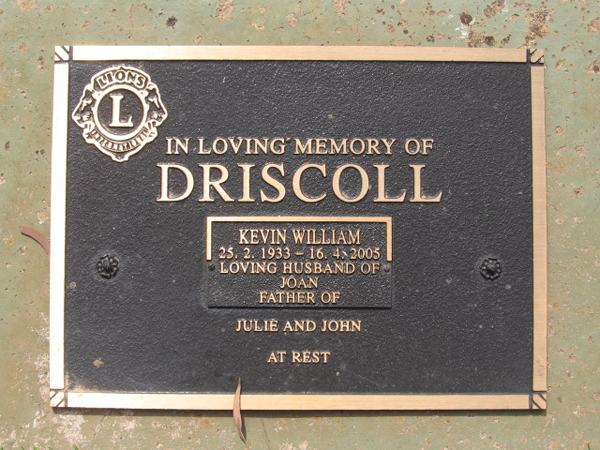 LIONS
L
INTERNATIONAL
IN LOVING MEMORY OF
DRISCOLL
KEVIN WILLIAM
25. 2. 1933 – 16. 4. 2005
LOVING HUSBAND OF
JOAN
FATHER OF
JULIE AND JOHN
AT REST